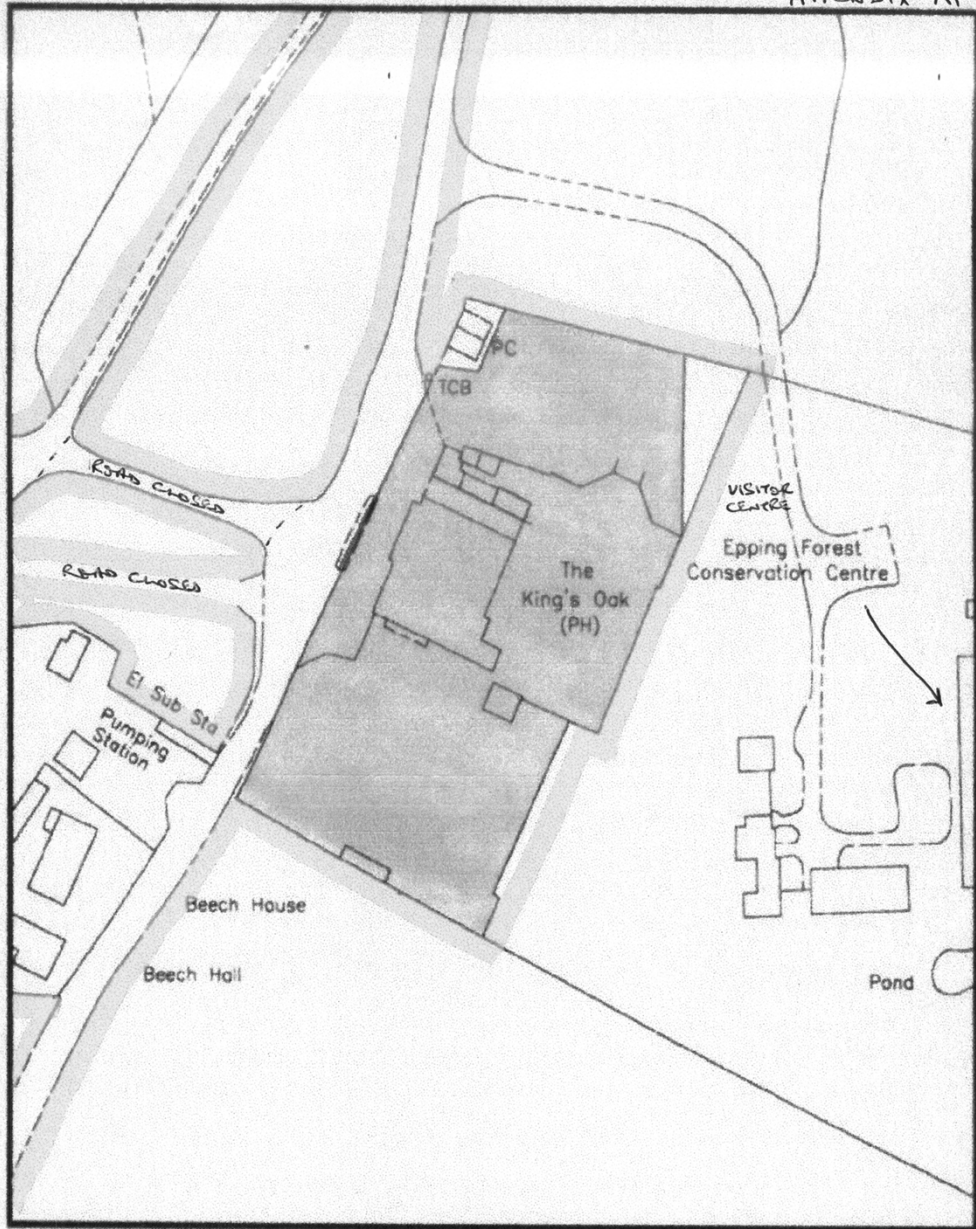 APPENDIX
PC
TCB
ROAD CLOSED
ROAD CLOSED
VISITOR
CENTRE
Epping Forest
Conservation Centre
The
King's Oak
(PH)
El Sub Sta
Pumping
Station
Beech House
Beech Hall
Pond